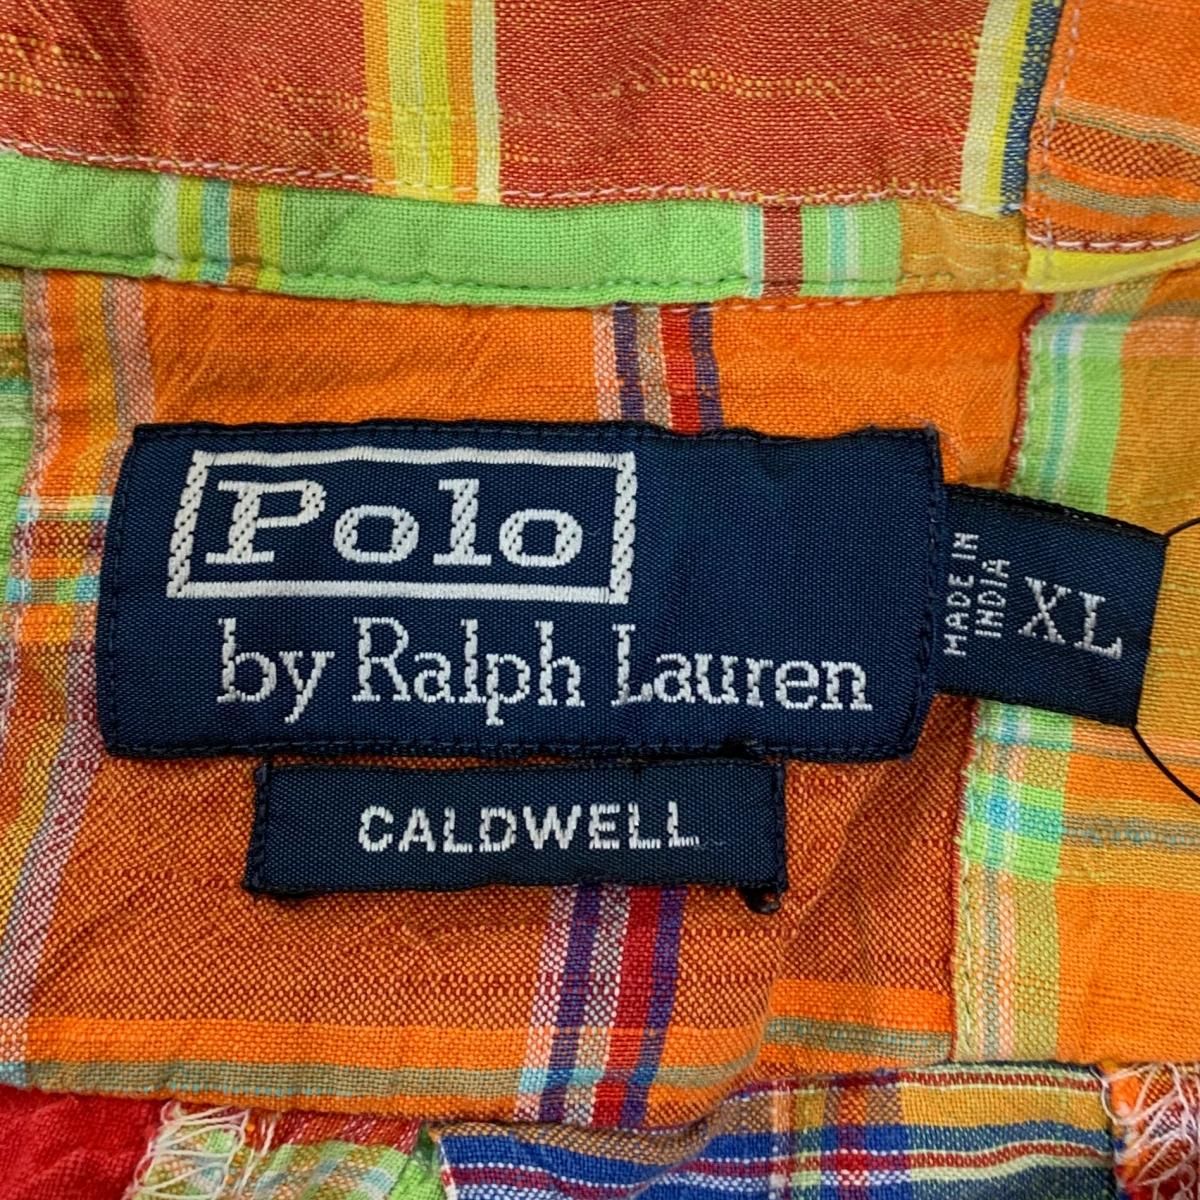 Polo
by Ralph Lauren
MADE IN
INDIA
XL
CALDWELL